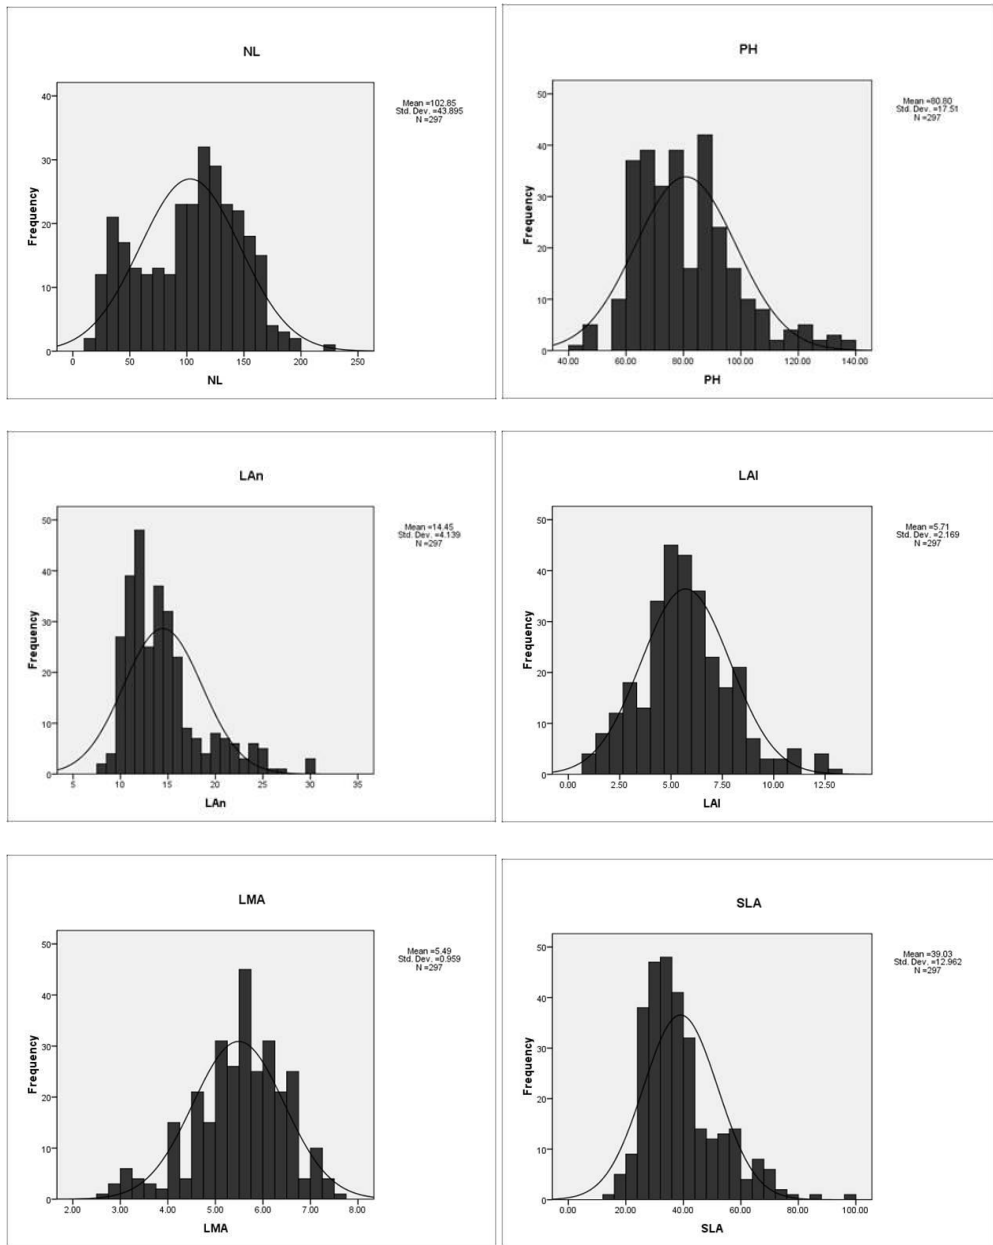 NL
Mean =102.85
Std. Dev. =43.895
N =297
40
30
20
10
0
Frequency
0 50 100 150 200 250
NL
PH
Mean =80.80
Std. Dev. =17.51
N =297
50
40
30
20
10
0
Frequency
40.00 60.00 80.00 100.00 120.00 140.00
PH
LAn
Mean =14.45
Std. Dev. =4.139
N =297
50
40
30
20
10
0
Frequency
5 10 15 20 25 30 35
LAn
LAI
Mean =5.71
Std. Dev. =2.169
N =297
50
40
30
20
10
0
Frequency
0.00 2.50 5.00 7.50 10.00 12.50
LAI
LMA
Mean =5.49
Std. Dev. =0.959
N =297
50
40
30
20
10
0
Frequency
2.00 3.00 4.00 5.00 6.00 7.00 8.00
LMA
SLA
Mean =39.03
Std. Dev. =12.962
N =297
50
40
30
20
10
0
Frequency
0.00 20.00 40.00 60.00 80.00 100.00
SLA